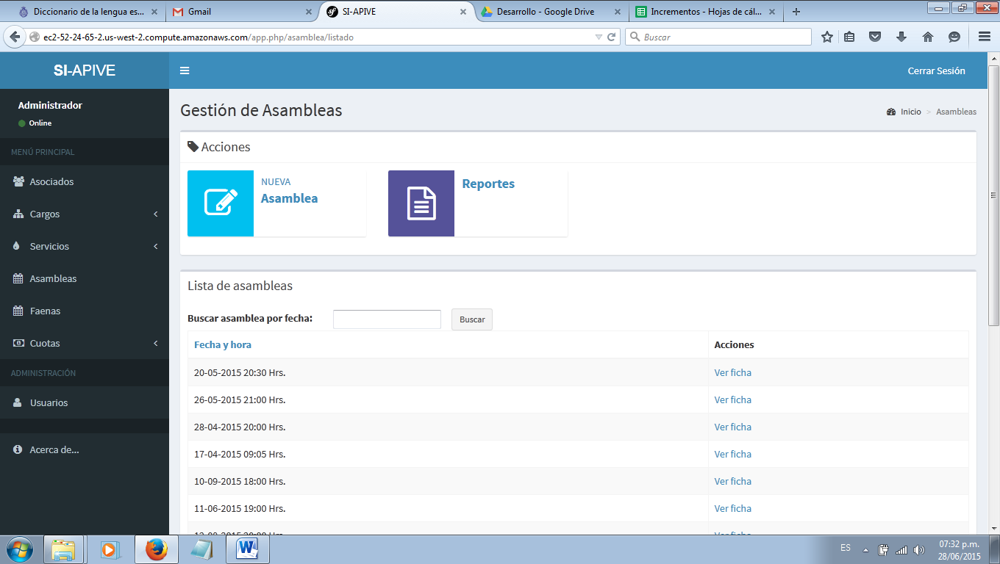 Diccionario de la lengua es...
Gmail
SI-APIVE
Desarrollo - Google Drive
Incrementos - Hojas de cál...
ec2-52-24-65-2.us-west-2.compute.amazonaws.com/app.php/asamblea/listado
Buscar
SI-APIVE
Cerrar Sesión
Administrador
Online
MENÚ PRINCIPAL
Asociados
Cargos
Servicios
Asambleas
Faenas
Cuotas
ADMINISTRACIÓN
Usuarios
Acerca de...
Gestión de Asambleas
Inicio > Asambleas
Acciones
NUEVA
Asamblea
Reportes
Lista de asambleas
Buscar asamblea por fecha:
Buscar
Fecha y hora Acciones
20-05-2015 20:30 Hrs. Ver ficha
26-05-2015 21:00 Hrs. Ver ficha
28-04-2015 20:00 Hrs. Ver ficha
17-04-2015 09:05 Hrs. Ver ficha
10-09-2015 18:00 Hrs. Ver ficha
11-06-2015 19:00 Hrs. Ver ficha
Ver ficha
ES
07:32 p.m.
28/06/2015